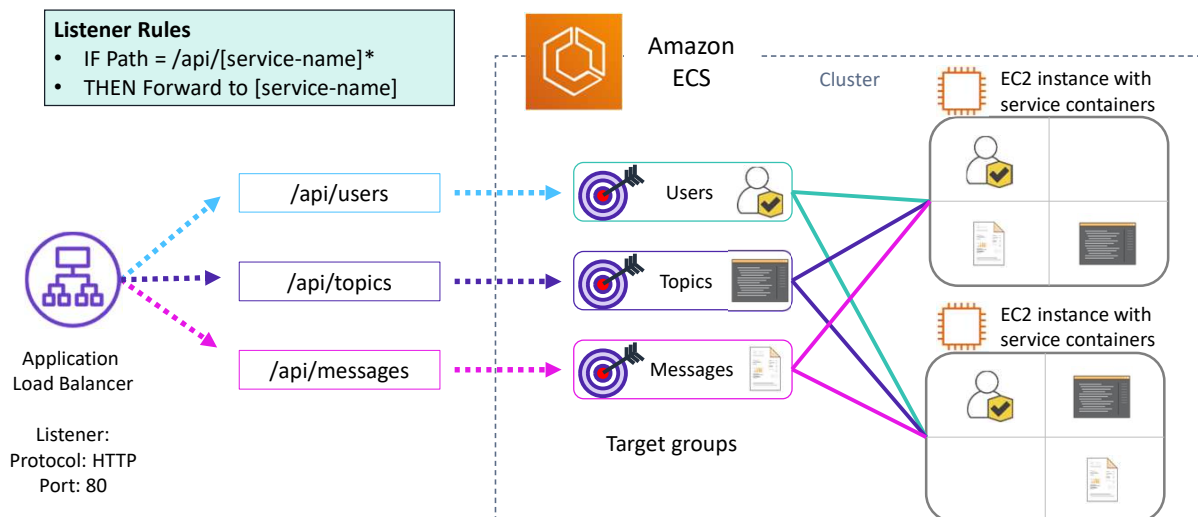 Listener Rules
• IF Path = /api/[service-name]*
• THEN Forward to [service-name]
Amazon
ECS
Cluster
EC2 instance with
service containers
/api/users
Users
/api/topics
Topics
/api/messages
Messages
EC2 instance with
service containers
Application
Load Balancer
Listener:
Protocol: HTTP
Port: 80
Target groups